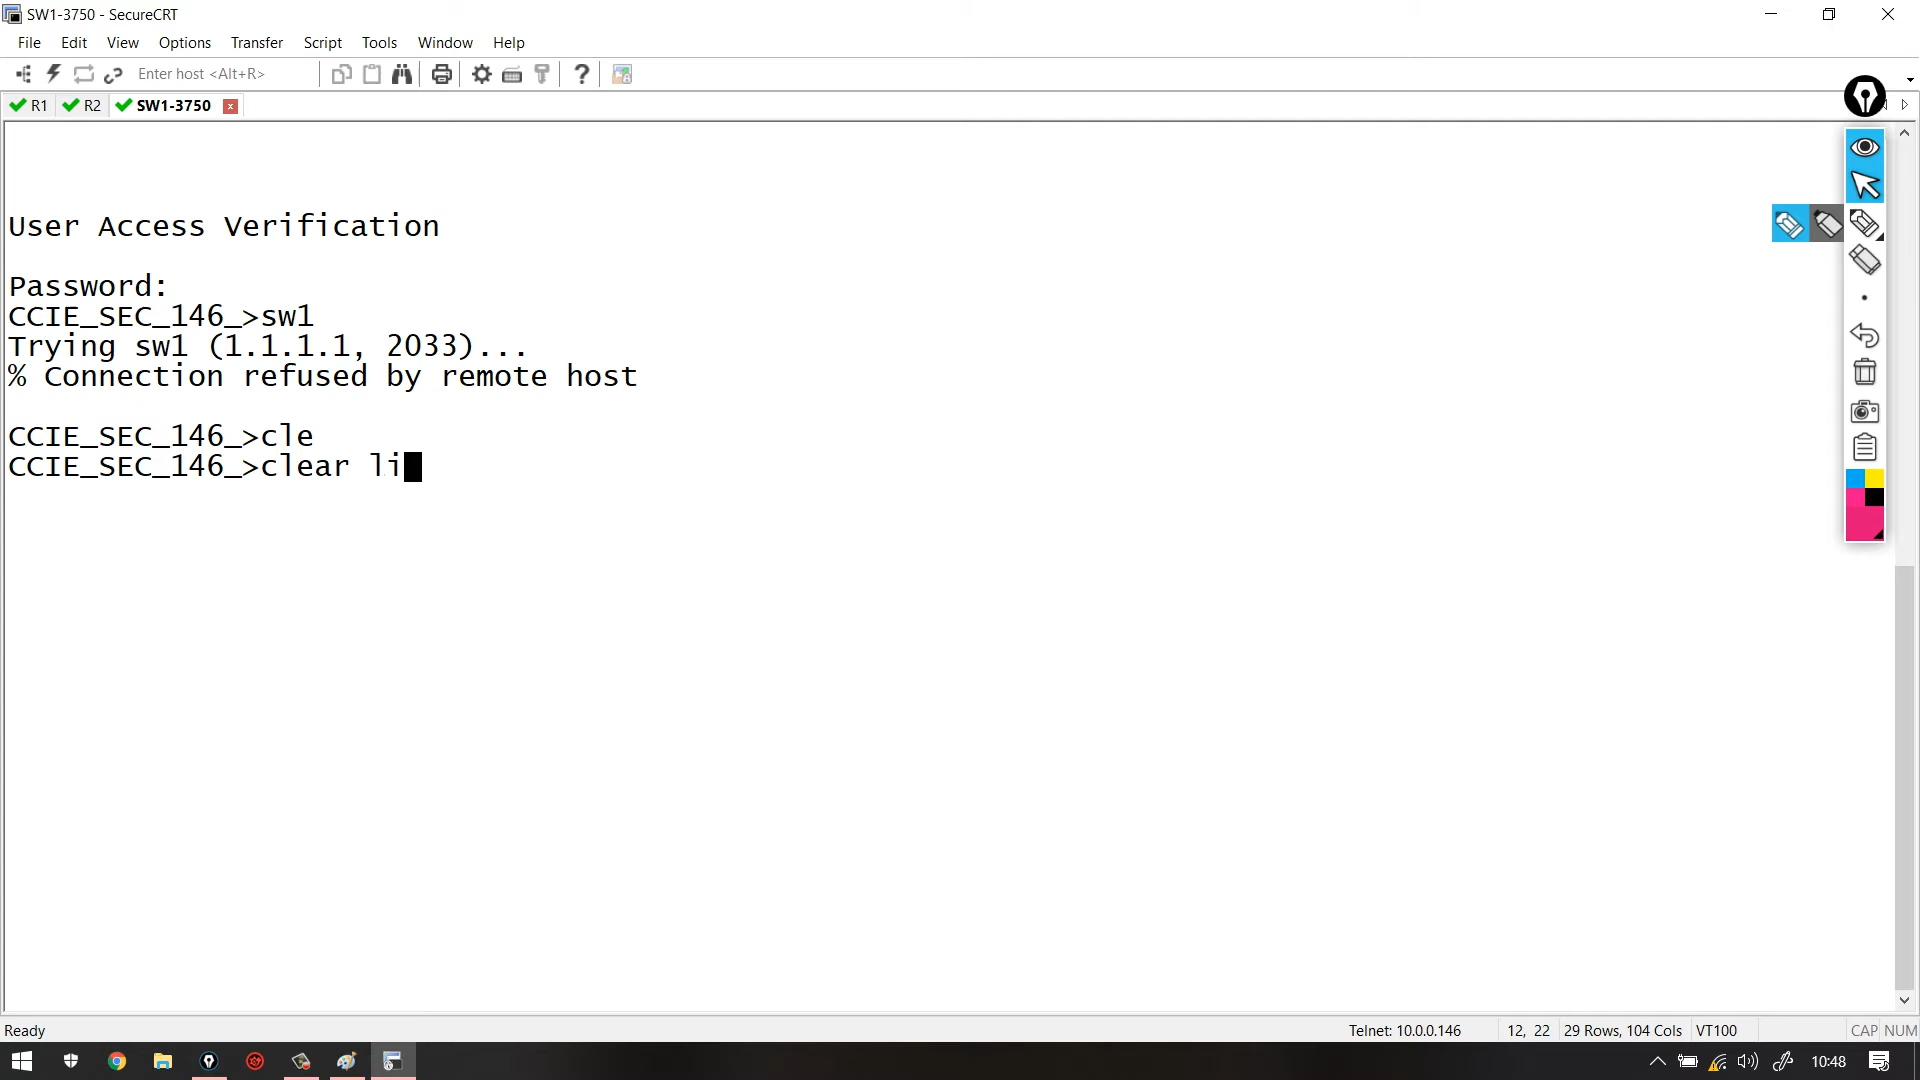 SW1-3750 - SecureCRT
File Edit View Options Transfer Script Tools Window Help
Enter host <Alt+R>
R1 R2 SW1-3750
User Access Verification
Password:
CCIE_SEC_146_>sw1
Trying sw1 (1.1.1.1, 2033)...
% Connection refused by remote host
CCIE_SEC_146_>cle
CCIE_SEC_146_>clear li
Ready Telnet: 10.0.0.146 12, 22 29 Rows, 104 Cols VT100 CAP NUM
10:48